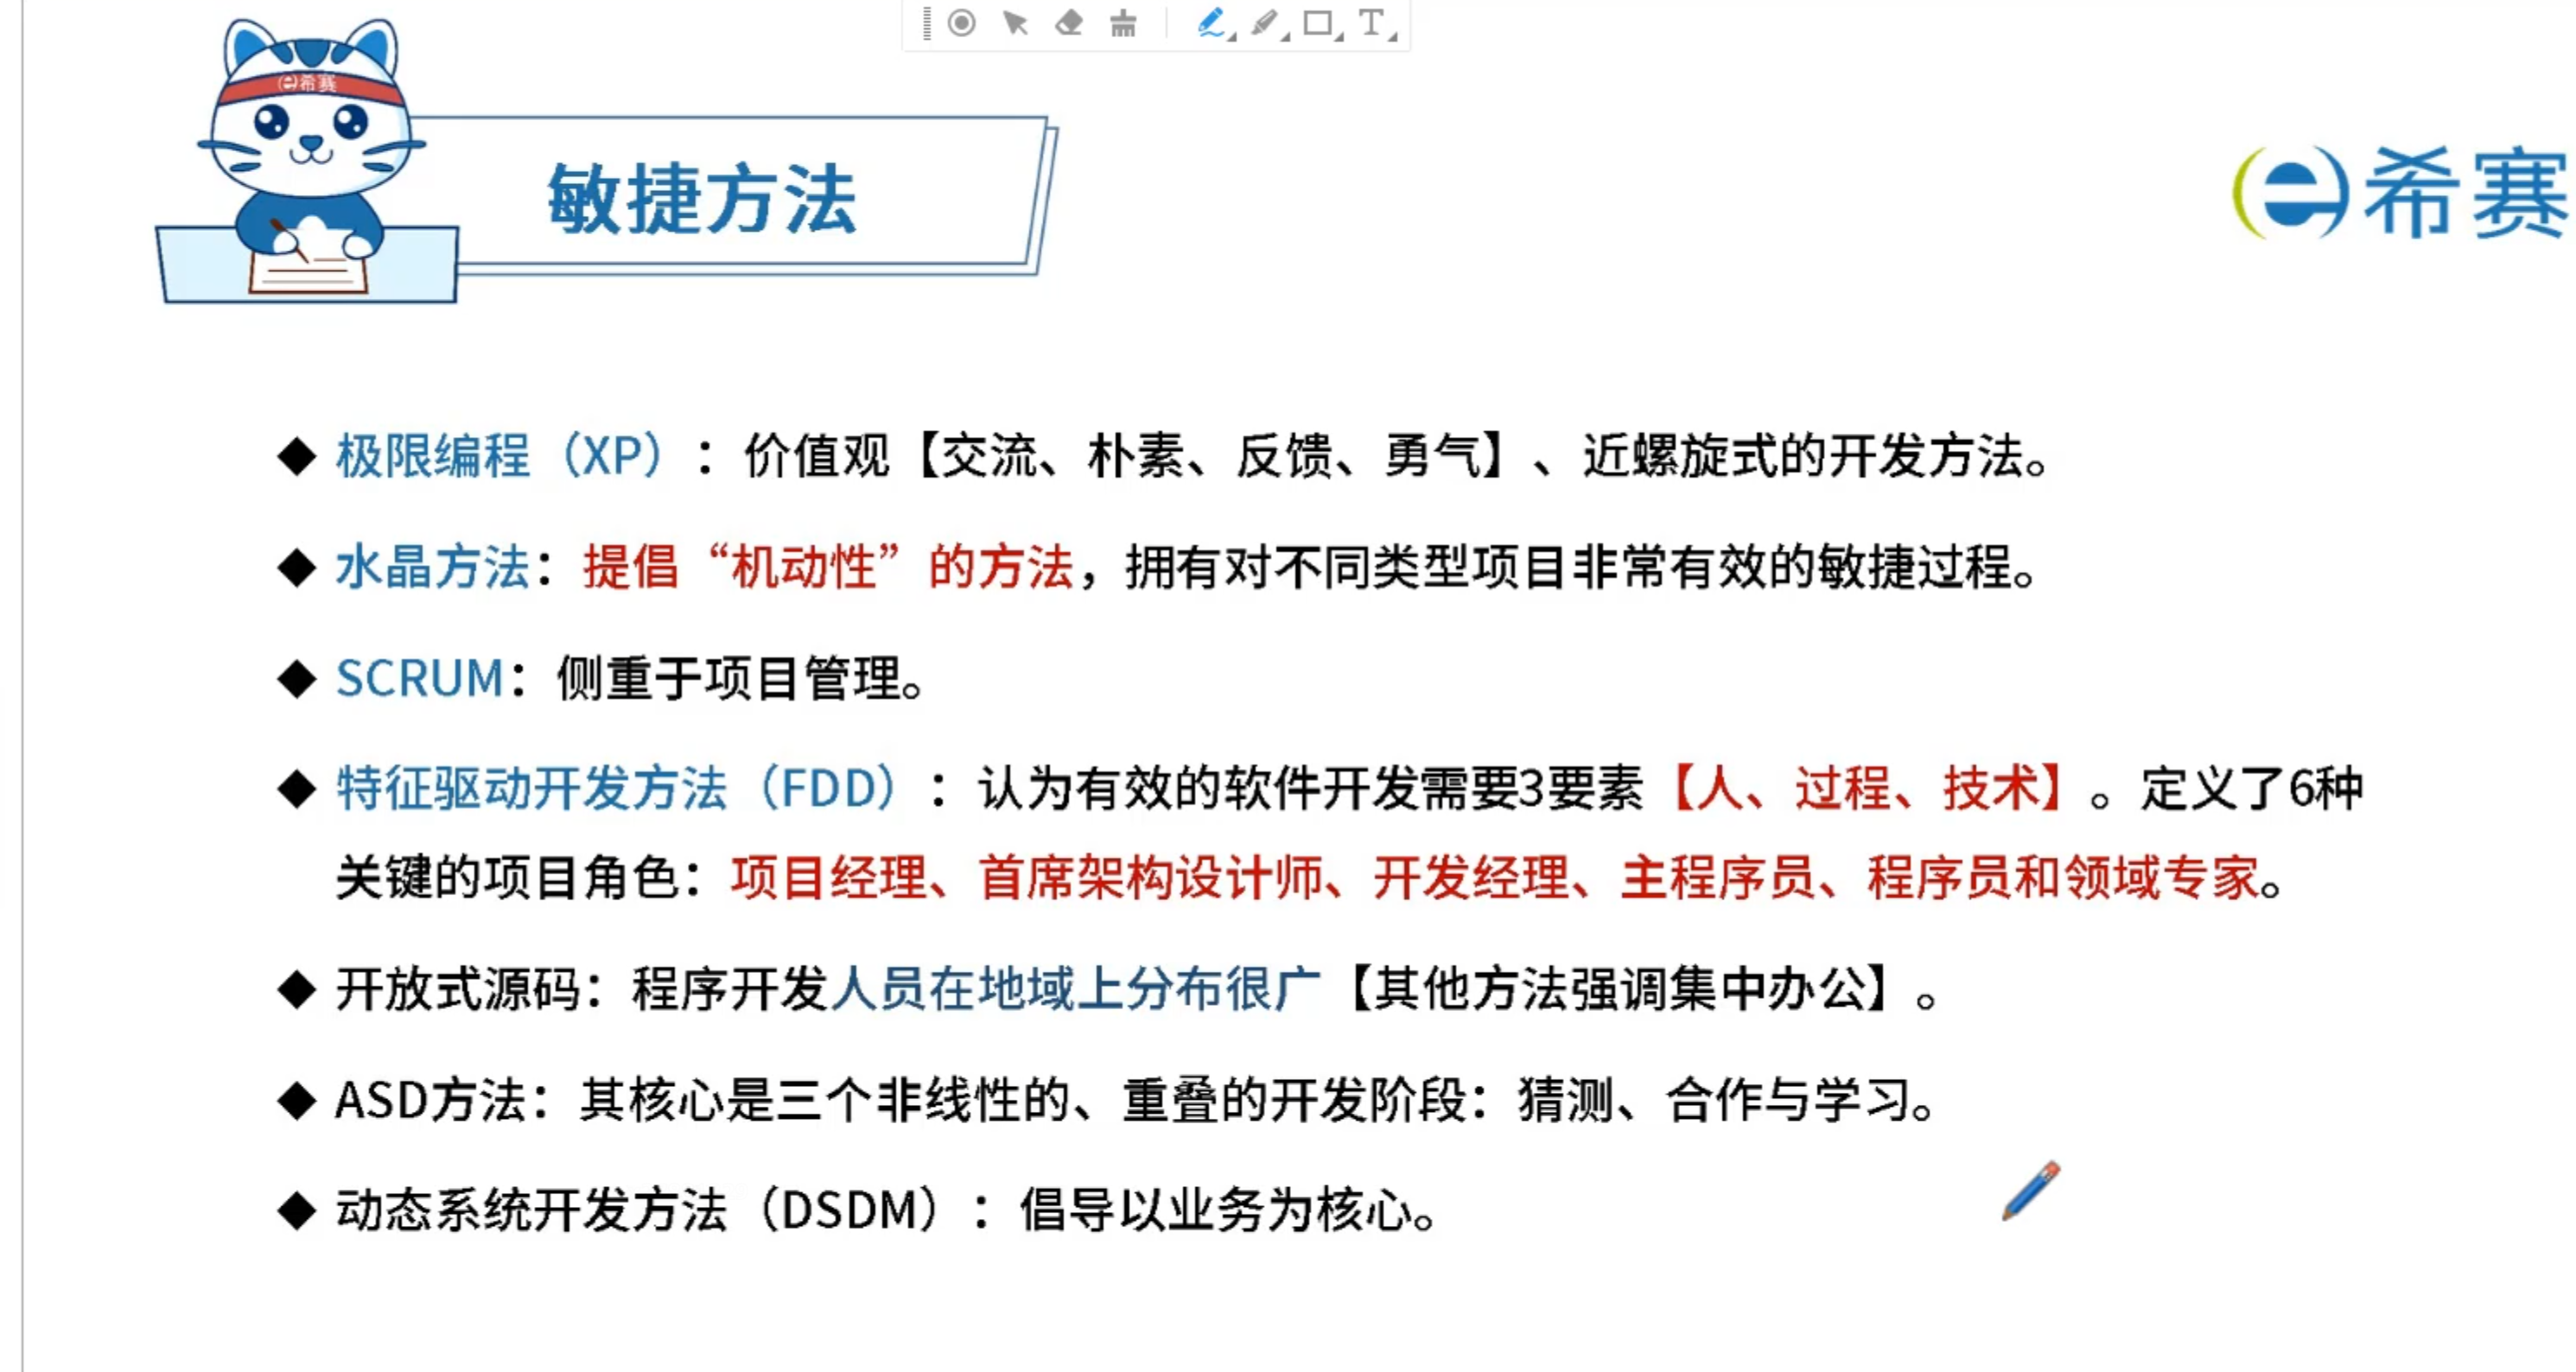 希赛
敏捷方法
希赛
◆ 极限编程（XP）：价值观【交流、朴素、反馈、勇气】、近螺旋式的开发方法。
◆ 水晶方法：提倡“机动性”的方法，拥有对不同类型项目非常有效的敏捷过程。
◆ SCRUM：侧重于项目管理。
◆ 特征驱动开发方法（FDD）：认为有效的软件开发需要3要素【人、过程、技术】。定义了6种
关键的项目角色：项目经理、首席架构设计师、开发经理、主程序员、程序员和领域专家。
◆ 开放式源码：程序开发人员在地域上分布很广【其他方法强调集中办公】。
◆ ASD方法：其核心是三个非线性的、重叠的开发阶段：猜测、合作与学习。
◆ 动态系统开发方法（DSDM）：倡导以业务为核心。